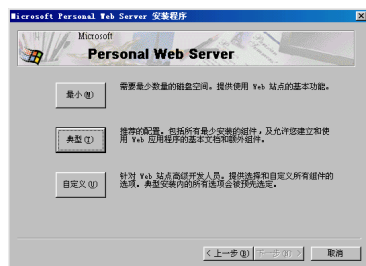 Microsoft Personal Web Server 安装程序
Microsoft
Personal Web Server
最小(M)
需要最少数量的磁盘空间。提供使用 Web 站点的基本功能。
典型(T)
推荐的配置。包括所有最少安装的组件，及允许您建立和使
用 Web 应用程序的基本文档和额外组件。
自定义(U)
针对 Web 站点高级开发人员。提供选择和自定义所有组件的
选项。典型安装内的所有选项会被预先选定。
< 上一步(B)
下一步(N) >
取消